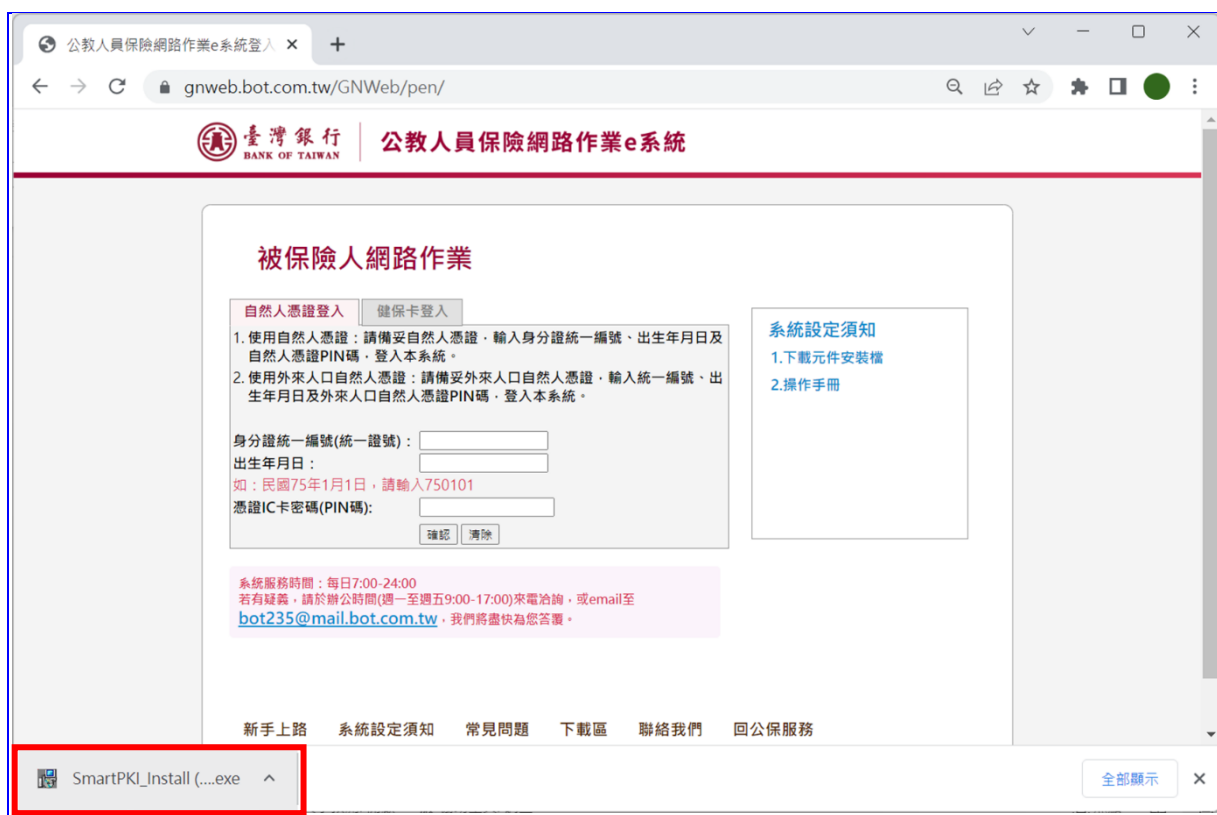 公教人員保險網路作業e系統登入
gnweb.bot.com.tw/GNWeb/pen/
臺灣銀行
BANK OF TAIWAN
公教人員保險網路作業e系統
被保險人網路作業
自然人憑證登入 健保卡登入
1. 使用自然人憑證：請備妥自然人憑證，輸入身分證統一編號、出生年月日及
自然人憑證PIN碼，登入本系統。
2. 使用外來人口自然人憑證：請備妥外來人口自然人憑證，輸入統一編號、出
生年月日及外來人口自然人憑證PIN碼，登入本系統。
身分證統一編號(統一證號)：
出生年月日：
如：民國75年1月1日，請輸入750101
憑證IC卡密碼(PIN碼):
確認 清除
系統設定須知
1.下載元件安裝檔
2.操作手冊
系統服務時間：每日7:00-24:00
若有疑義，請於辦公時間(週一至週五9:00-17:00)來電洽詢，或email至
bot235@mail.bot.com.tw，我們將盡快為您答覆。
新手上路 系統設定須知 常見問題 下載區 聯絡我們 回公保服務
SmartPKI_Install (....exe
全部顯示